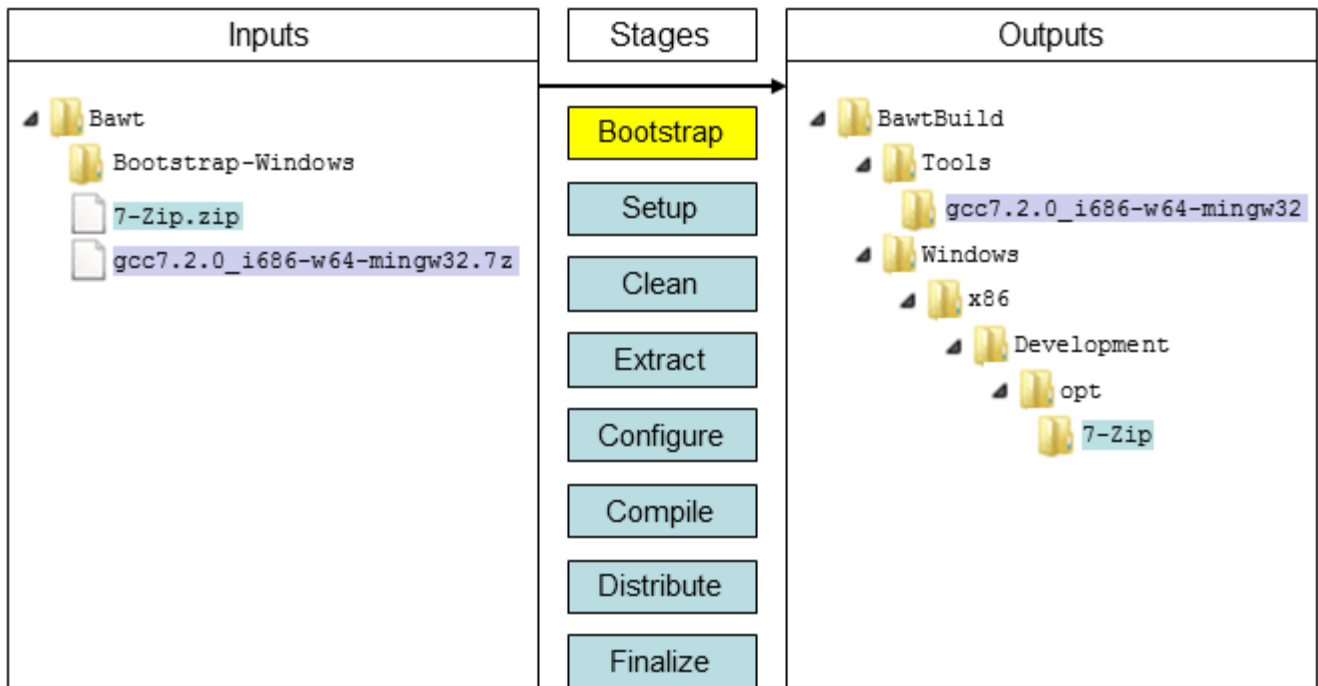 Inputs
Bawt
Bootstrap-Windows
7-Zip.zip
gcc7.2.0_i686-w64-mingw32.7z
Stages
Bootstrap
Setup
Clean
Extract
Configure
Compile
Distribute
Finalize
Outputs
BawtBuild
Tools
gcc7.2.0_i686-w64-mingw32
Windows
x86
Development
opt
7-Zip